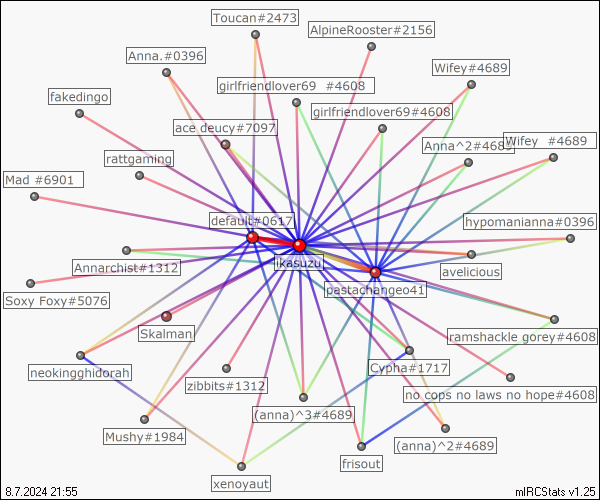 Toucan#2473
AlpineRooster#2156
Anna.#0396
Wifey#4689
girlfriendlover69 #4608
fakedingo
girlfriendlover69#4608
ace deucy#7097
Anna^2#4689
Wifey #4689
rattgaming
Mad #6901
default#0617
hypomanianna#0396
ikasuzu
Annarchist#1312
avelicious
pastachangeo41
Soxy Foxy#5076
Skalman
ramshackle gorey#4608
neokingghidorah
Cypha#1717
zibbits#1312
no cops no laws no hope#4608
(anna)^3#4689
Mushy#1984
(anna)^2#4689
frisout
xenoyaut
8.7.2024 21:55
mIRCStats v1.25